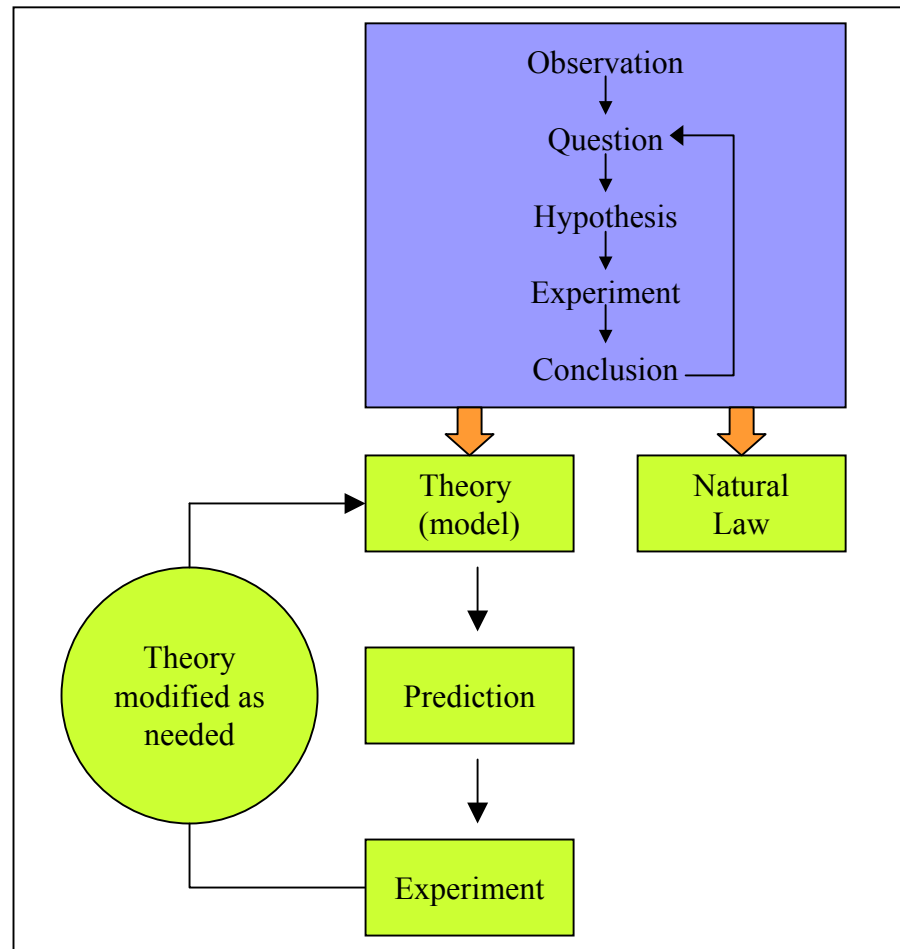 Observation
Question
Hypothesis
Experiment
Conclusion
Theory
(model)
Natural
Law
Theory
modified as
needed
Prediction
Experiment